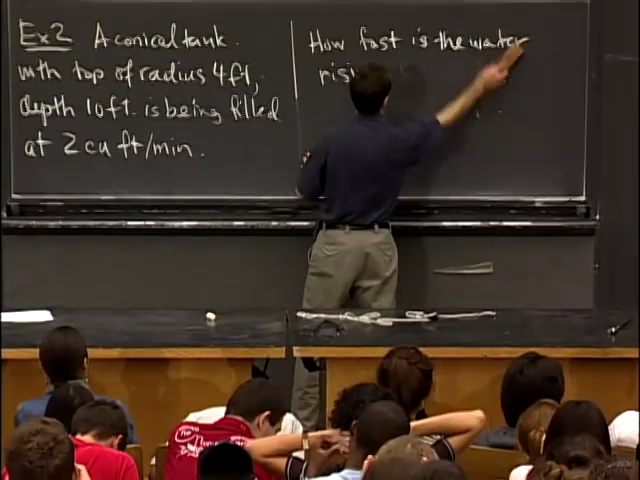 Ex2 A conical tank
with top of radius 4ft,
depth 10ft. is being filled
at 2 cu ft/min.
How fast is the water